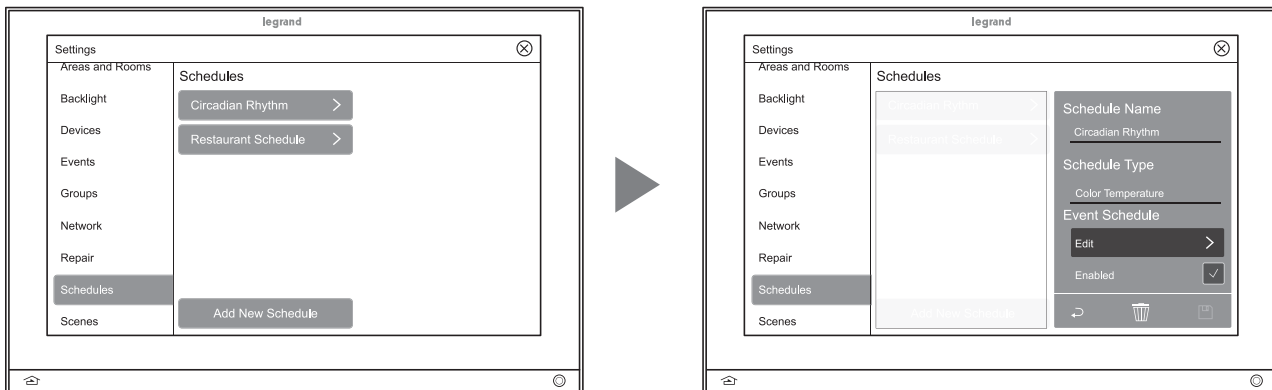 legrand
Settings
Areas and Rooms
Backlight
Devices
Events
Groups
Network
Repair
Schedules
Scenes
Schedules
Circadian Rhythm
Restaurant Schedule
Add New Schedule
legrand
Settings
Areas and Rooms
Backlight
Devices
Events
Groups
Network
Repair
Schedules
Scenes
Schedules
Circadian Rythm
Restaurant Schedule
Add New Schedule
Schedule Name
Circadian Rhythm
Schedule Type
Color Temperature
Event Schedule
Edit
Enabled